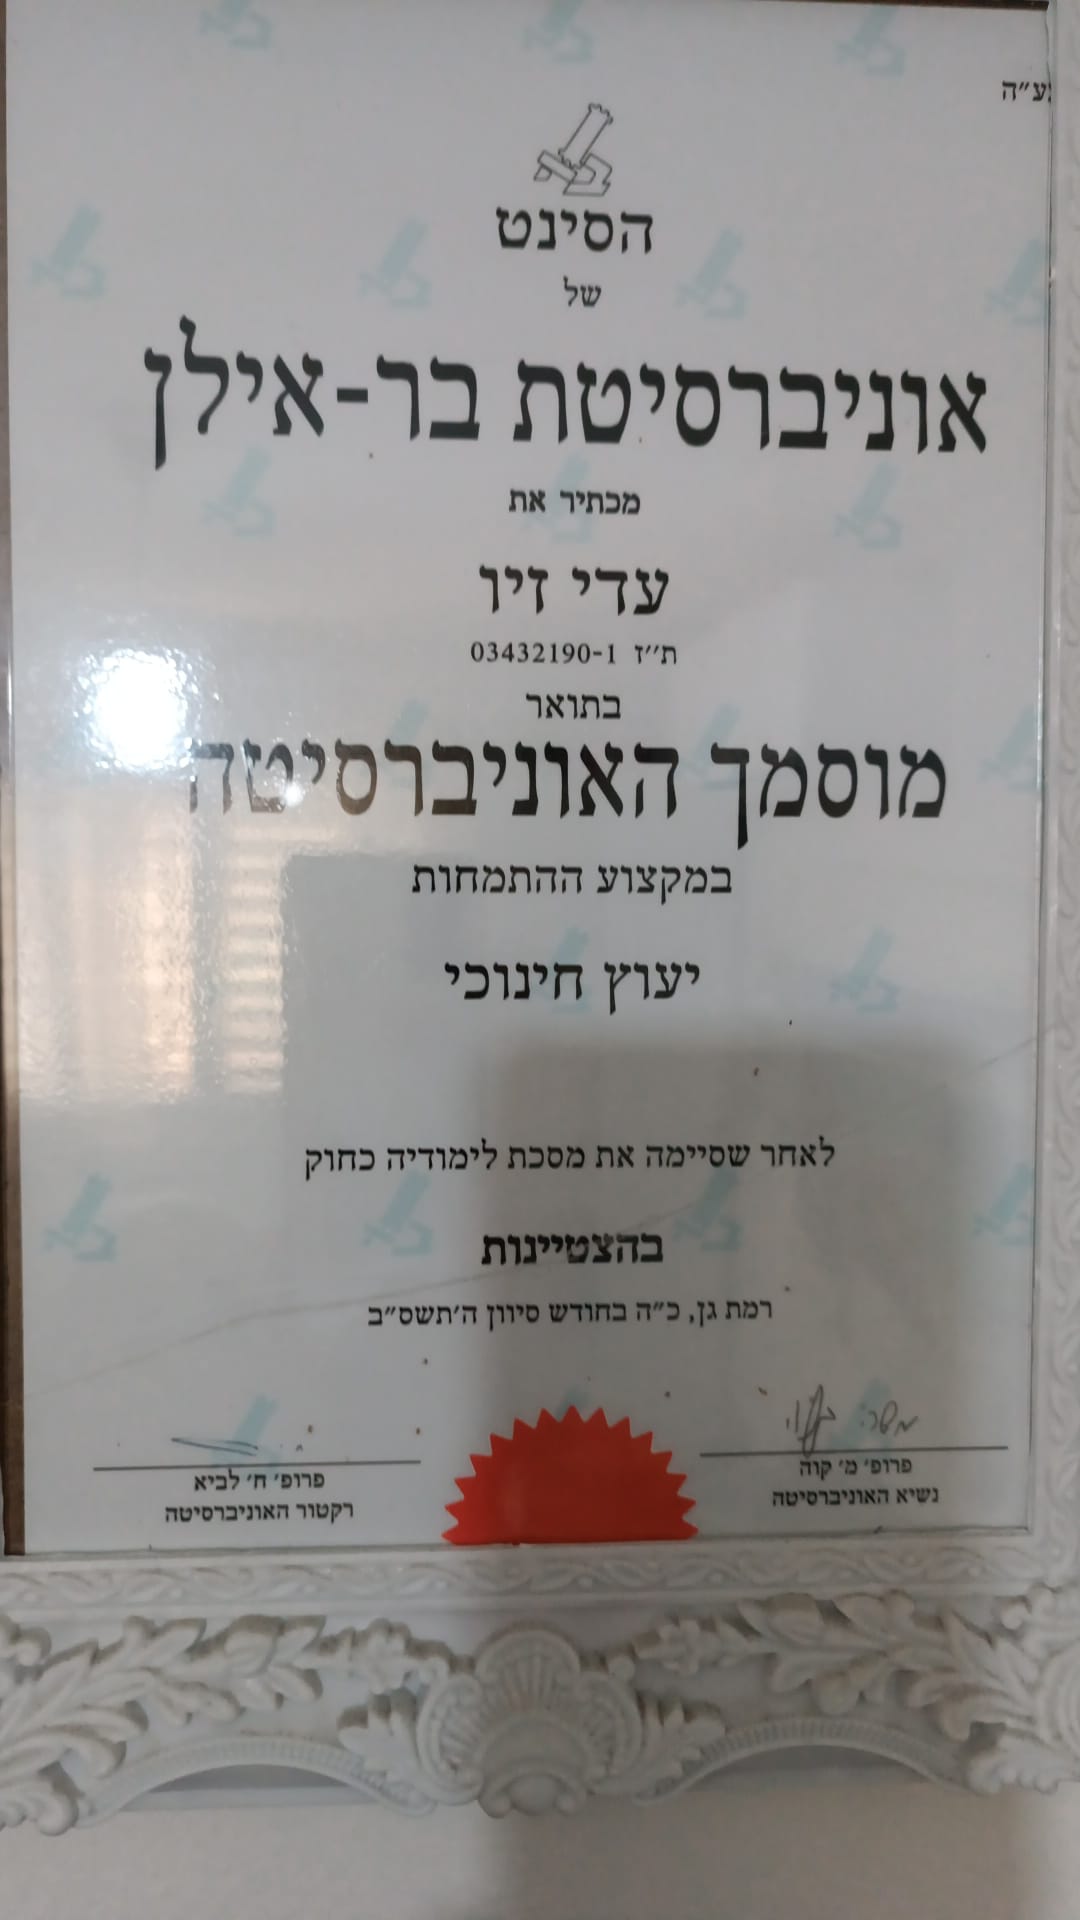 בע״ה
הסינט
של
אוניברסיטת בר-אילן
מכתיר את
עדי זיו
ת״ז 03432190-1
בתואר
מוסמך האוניברסיטה
במקצוע ההתמחות
יעוץ חינוכי
לאחר שסיימה את מסכת לימודיה כחוק
בהצטיינות
רמת גן, כ״ה בחודש סיוון ה׳תשס״ב
פרופ׳ מ׳ קוה
נשיא האוניברסיטה
פרופ׳ ח׳ לביא
רקטור האוניברסיטה